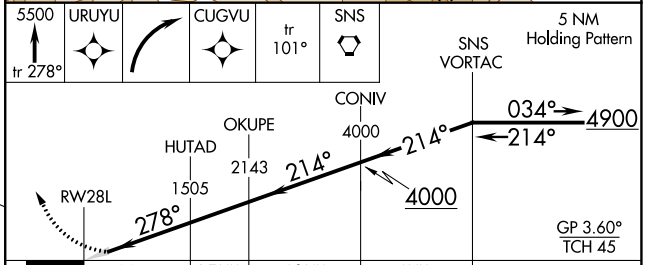 5500
tr 278°
URUYU
CUGVU
tr
101°
SNS
5 NM
Holding Pattern
SNS
VORTAC
034°
4900
214°
CONIV
4000
214°
4000
OKUPE
2143
214°
HUTAD
1505
278°
RW28L
GP 3.60°
TCH 45